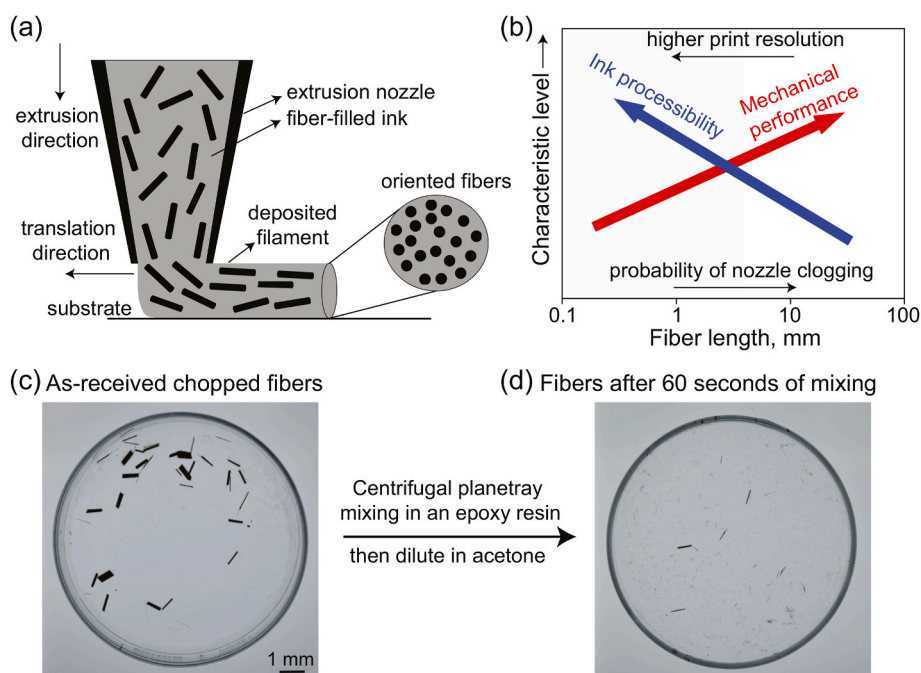 (a)
extrusion
direction
extrusion nozzle
fiber-filled ink
oriented fibers
translation
direction
deposited
filament
substrate
(b)
Characteristic level
higher print resolution
Ink processibility
Mechanical
performance
probability of nozzle clogging
0.1
1
10
100
Fiber length, mm
(c) As-received chopped fibers
1 mm
Centrifugal planetray
mixing in an epoxy resin
then dilute in acetone
(d) Fibers after 60 seconds of mixing